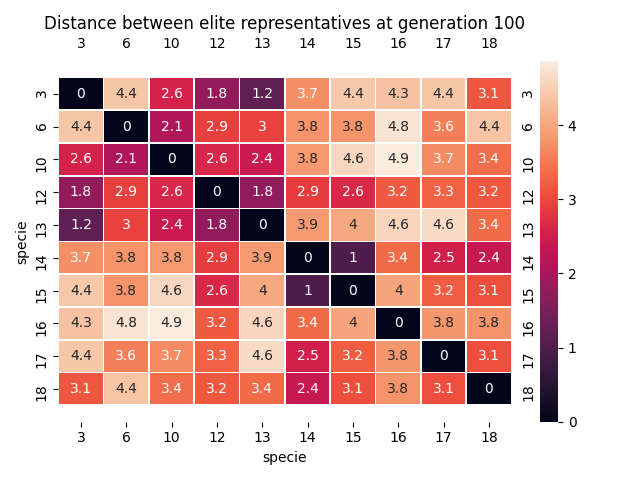 Distance between elite representatives at generation 100
3 6 10 12 13 14 15 16 17 18
3 0 4.4 2.6 1.8 1.2 3.7 4.4 4.3 4.4 3.1 3
6 4.4 0 2.1 2.9 3 3.8 3.8 4.8 3.6 4.4 6
10 2.6 2.1 0 2.6 2.4 3.8 4.6 4.9 3.7 3.4 10
12 1.8 2.9 2.6 0 1.8 2.9 2.6 3.2 3.3 3.2 12
13 1.2 3 2.4 1.8 0 3.9 4 4.6 4.6 3.4 13
14 3.7 3.8 3.8 2.9 3.9 0 1 3.4 2.5 2.4 14
15 4.4 3.8 4.6 2.6 4 1 0 4 3.2 3.1 15
16 4.3 4.8 4.9 3.2 4.6 3.4 4 0 3.8 3.8 16
17 4.4 3.6 3.7 3.3 4.6 2.5 3.2 3.8 0 3.1 17
18 3.1 4.4 3.4 3.2 3.4 2.4 3.1 3.8 3.1 0 18
3 6 10 12 13 14 15 16 17 18
specie
specie
4
3
2
1
0